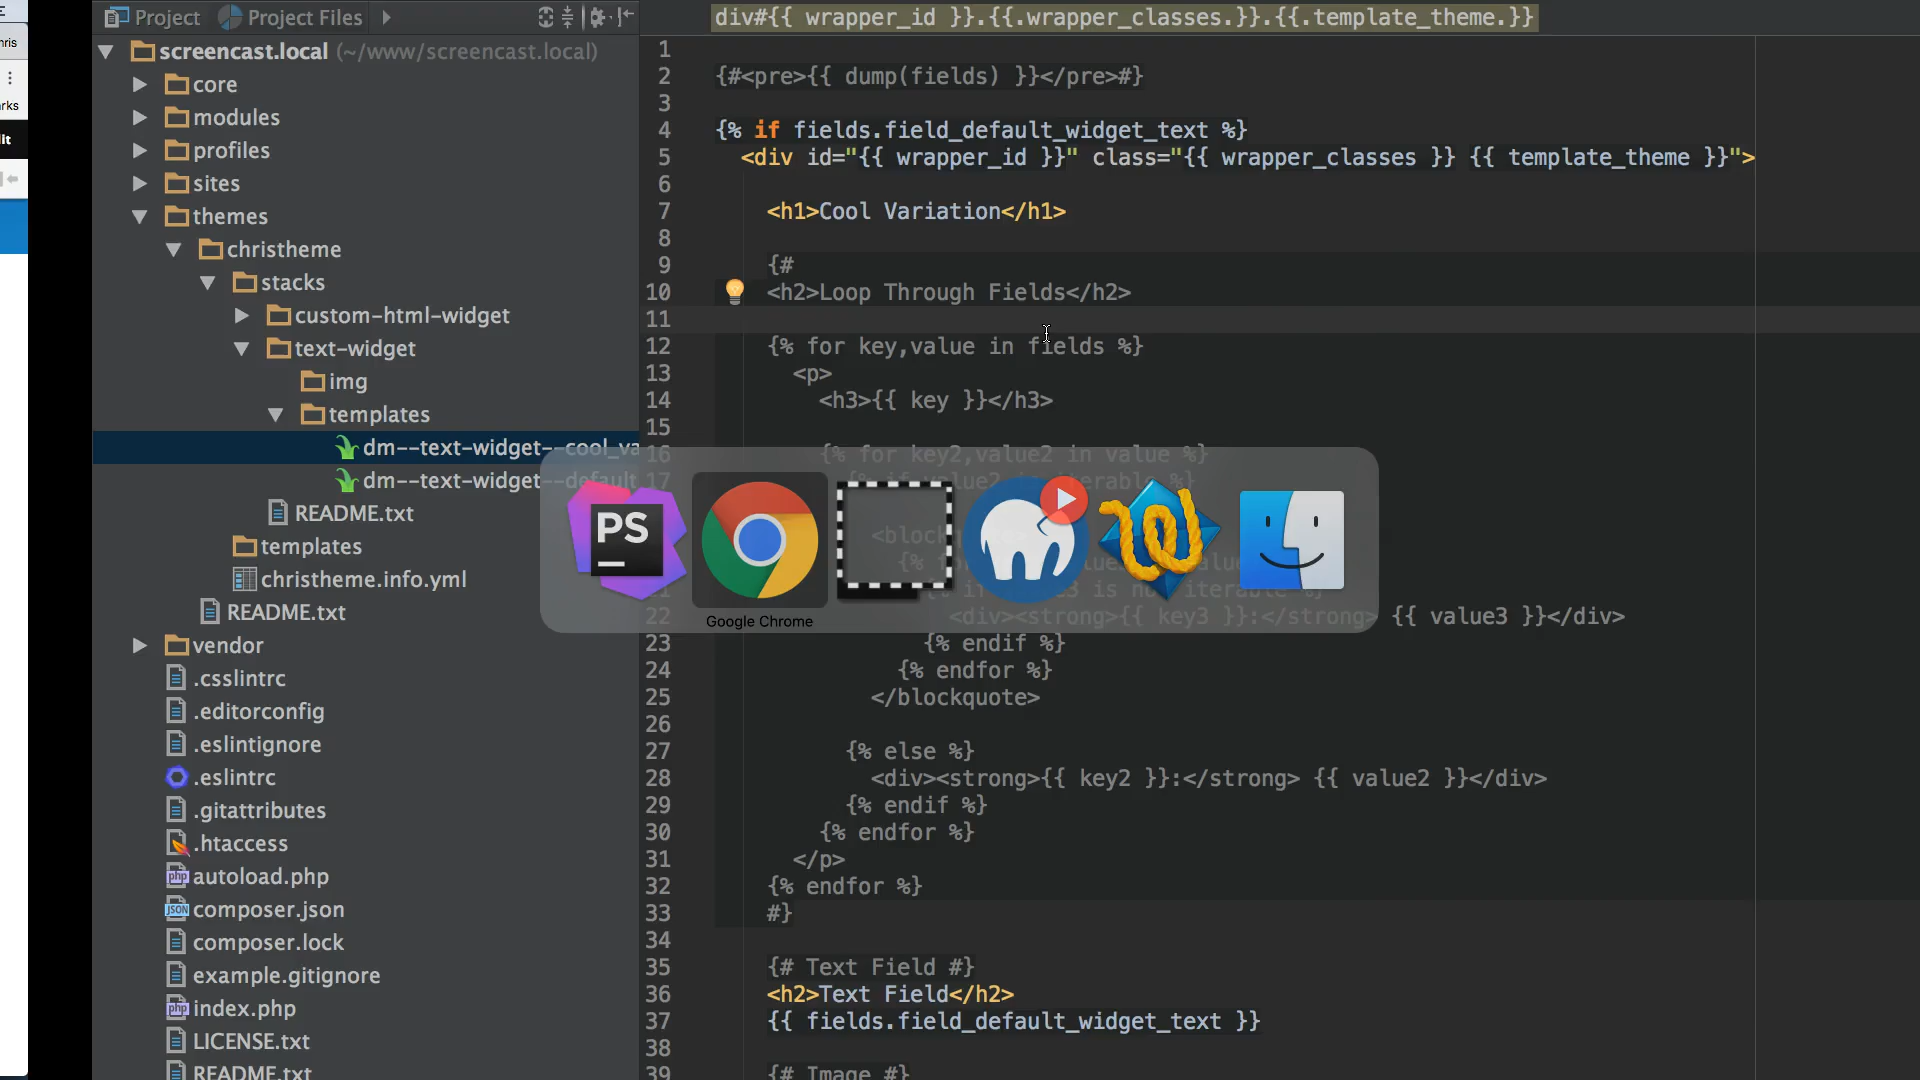 hris
rks
lit
Project Project Files
screencast.local (~/www/screencast.local)
core
modules
profiles
sites
themes
christheme
stacks
custom-html-widget
text-widget
img
templates
dm--text-widget--cool_va
dm--text-widget--default
README.txt
templates
christheme.info.yml
README.txt
vendor
.csslintrc
.editorconfig
.eslintignore
.eslintrc
.gitattributes
.htaccess
autoload.php
composer.json
composer.lock
example.gitignore
index.php
LICENSE.txt
README.txt
div#{{ wrapper_id }}.{{.wrapper_classes.}}.{{.template_theme.}}
1
2 {#<pre>{{ dump(fields) }}</pre>#}
3
4 {% if fields.field_default_widget_text %}
5 <div id="{{ wrapper_id }}" class="{{ wrapper_classes }} {{ template_theme }}">
6
7 <h1>Cool Variation</h1>
8
9 {#
10 <h2>Loop Through Fields</h2>
11
12 {% for key,value in fields %}
13 <p>
14 <h3>{{ key }}</h3>
15
16 {% for key2,value2 in value %}
17
PS
Google Chrome
22 <div><strong>{{ key3 }}:</strong> {{ value3 }}</div>
23 {% endif %}
24 {% endfor %}
25 </blockquote>
26
27 {% else %}
28 <div><strong>{{ key2 }}:</strong> {{ value2 }}</div>
29 {% endif %}
30 {% endfor %}
31 </p>
32 {% endfor %}
33 #}
34
35 {# Text Field #}
36 <h2>Text Field</h2>
37 {{ fields.field_default_widget_text }}
38
39 {# Image #}